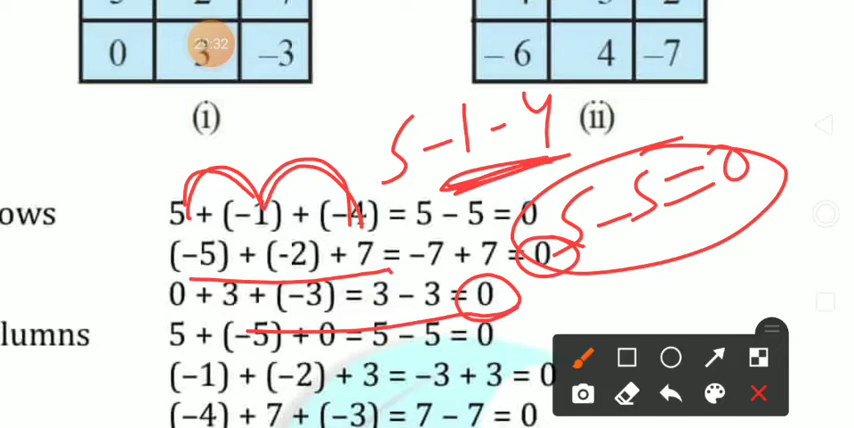 0 3 -3 - 6 4 -7
(i) (ii)
5 - 1 - 4
5 - 5 = 0
ows 5 + (-1) + (-4) = 5 - 5 = 0
(-5) + (-2) + 7 = -7 + 7 = 0
0 + 3 + (-3) = 3 - 3 = 0
lumns 5 + (-5) + 0 = 5 - 5 = 0
(-1) + (-2) + 3 = -3 + 3 = 0
(-4) + 7 + (-3) = 7 - 7 = 0